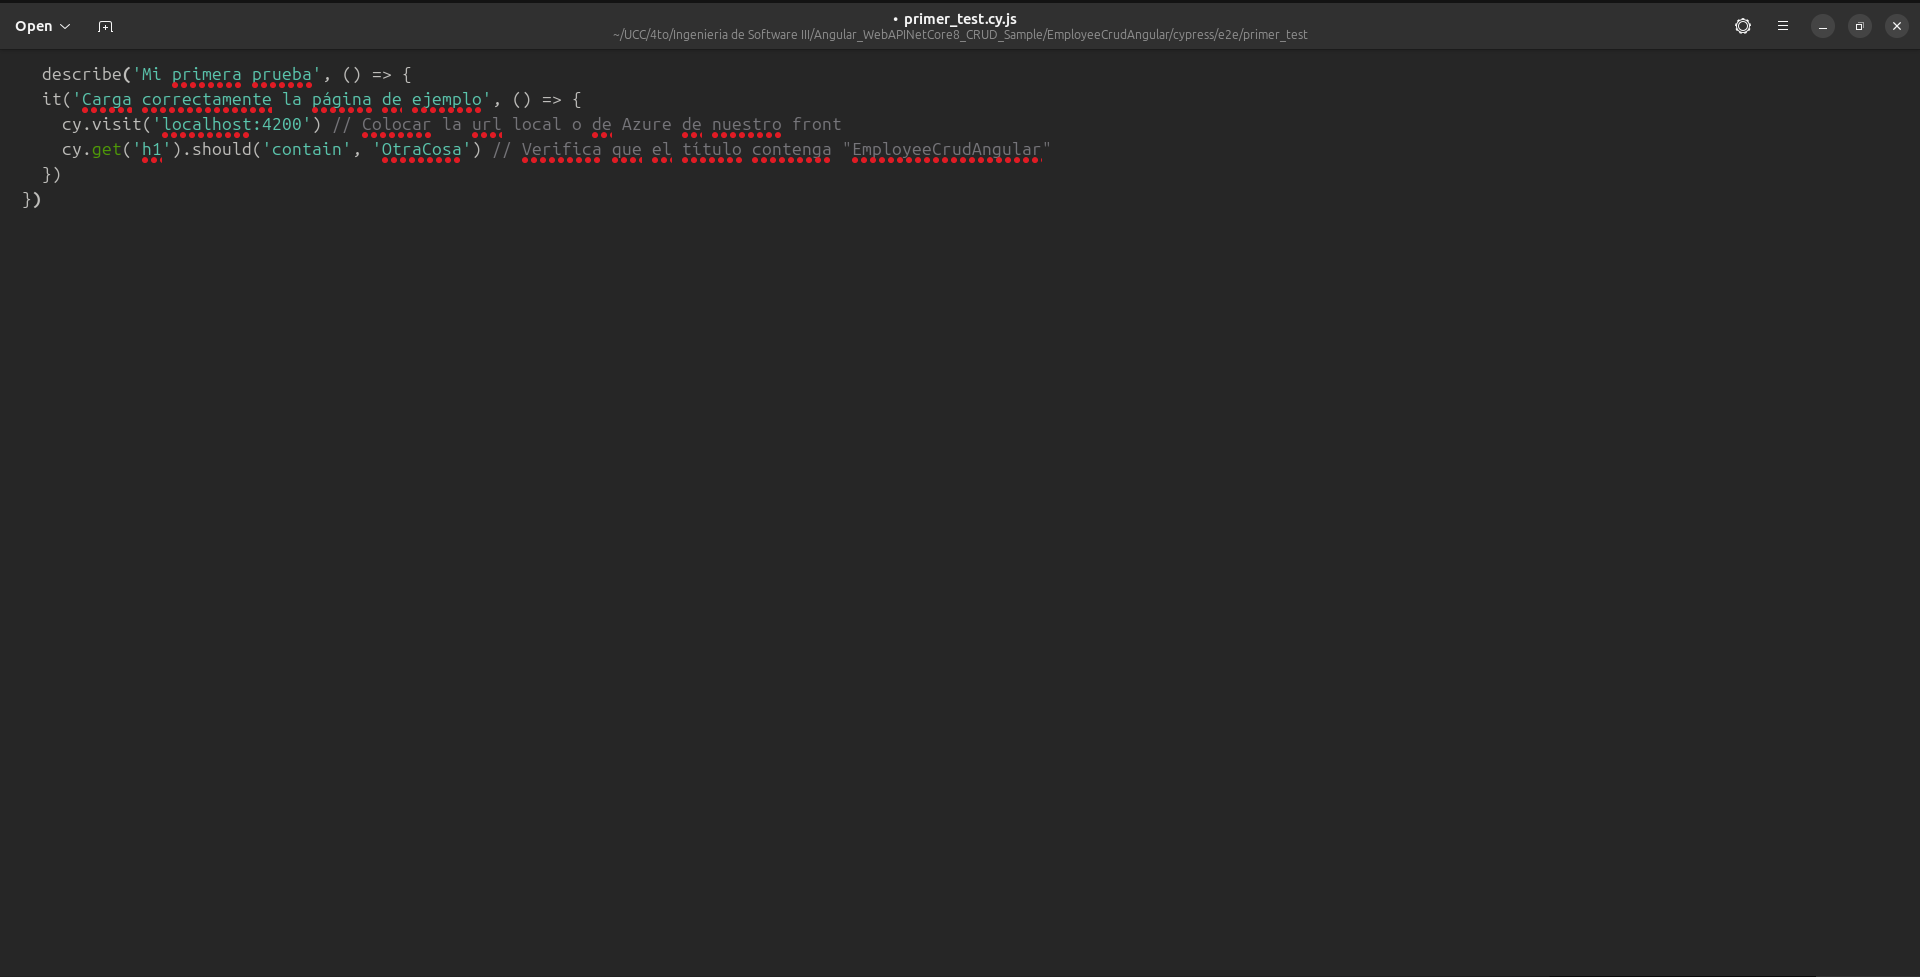 Open
• primer_test.cy.js
~/UCC/4to/Ingenieria de Software III/Angular_WebAPINetCore8_CRUD_Sample/EmployeeCrudAngular/cypress/e2e/primer_test
describe('Mi primera prueba', () => {
it('Carga correctamente la página de ejemplo', () => {
cy.visit('localhost:4200') // Colocar la url local o de Azure de nuestro front
cy.get('h1').should('contain', 'OtraCosa') // Verifica que el título contenga "EmployeeCrudAngular"
})
})